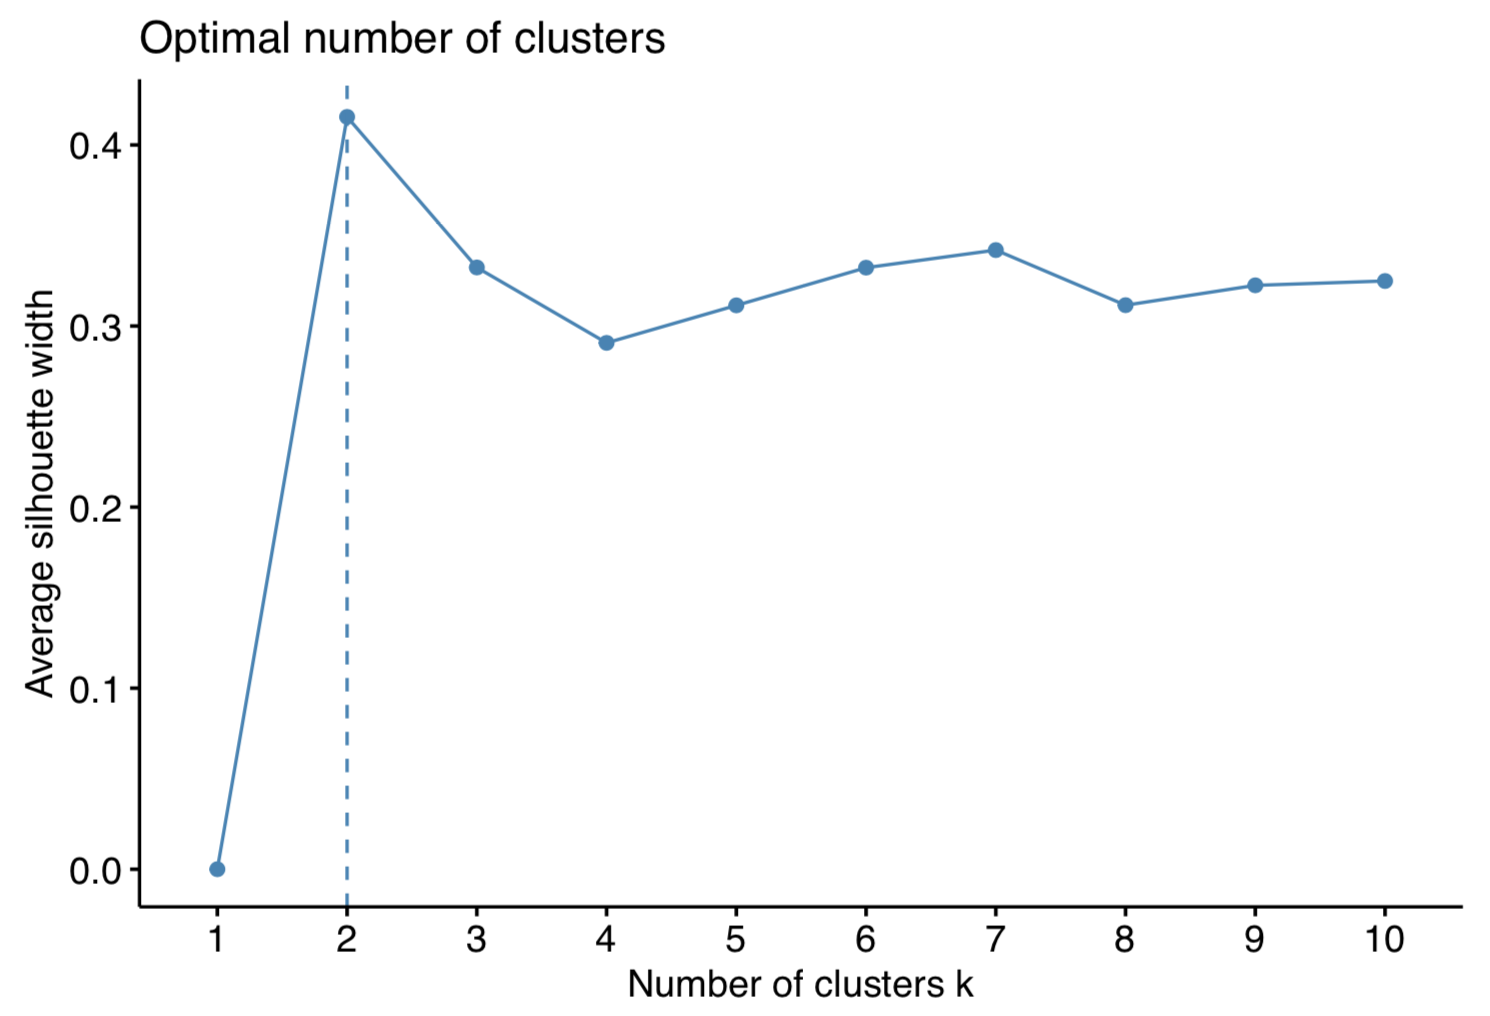 Optimal number of clusters
Average silhouette width
0.4
0.3
0.2
0.1
0.0
1 2 3 4 5 6 7 8 9 10
Number of clusters k